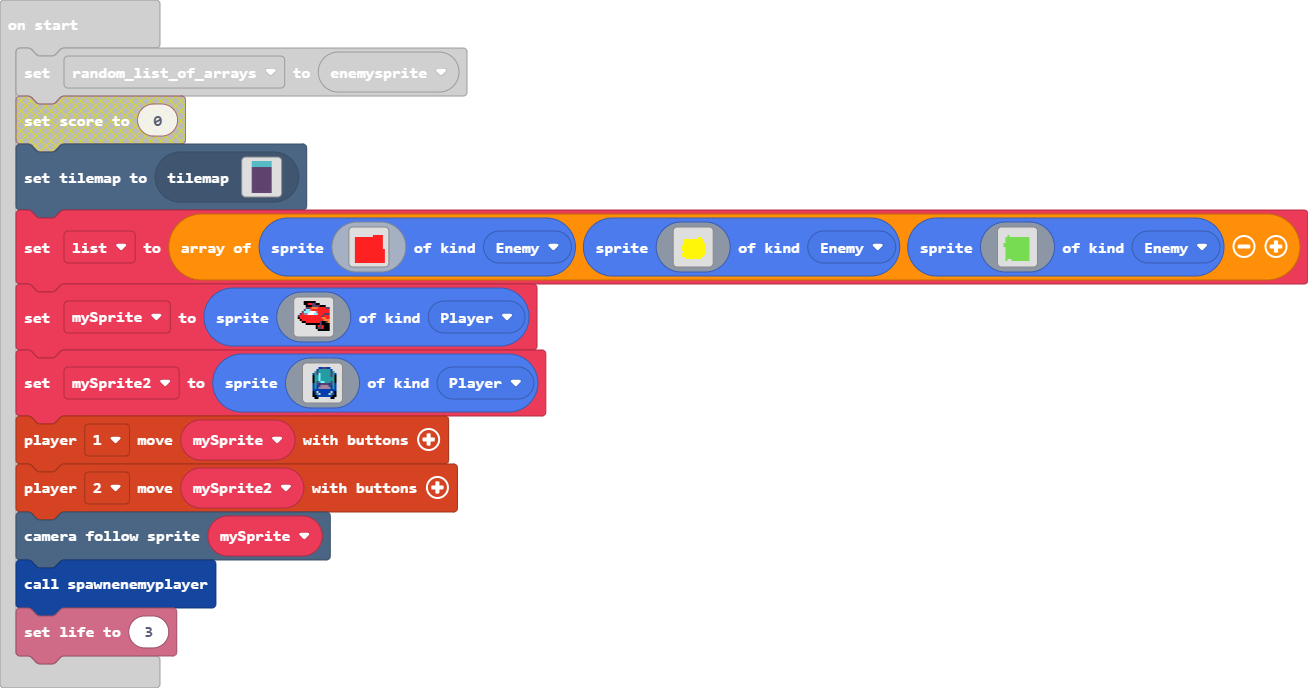 on start
set random_list_of_arrays to enemysprite
set score to 0
set tilemap to tilemap
set list to array of sprite of kind Enemy sprite of kind Enemy sprite of kind Enemy
set mySprite to sprite of kind Player
set mySprite2 to sprite of kind Player
player 1 move mySprite with buttons
player 2 move mySprite2 with buttons
camera follow sprite mySprite
call spawnenemyplayer
set life to 3